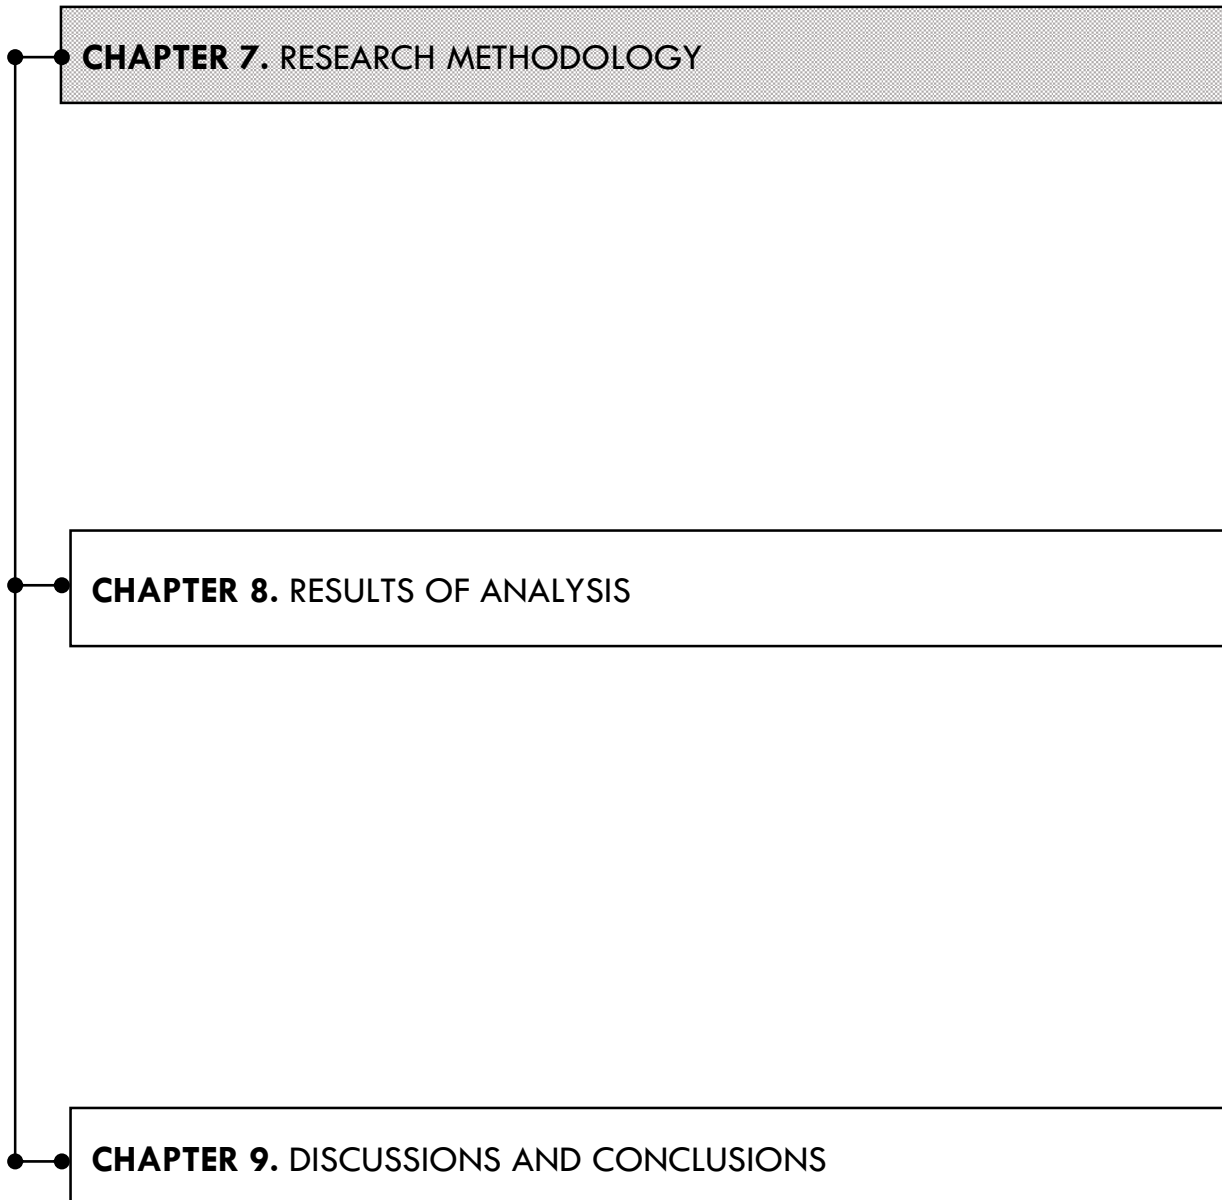 CHAPTER 7. RESEARCH METHODOLOGY
CHAPTER 8. RESULTS OF ANALYSIS
CHAPTER 9. DISCUSSIONS AND CONCLUSIONS